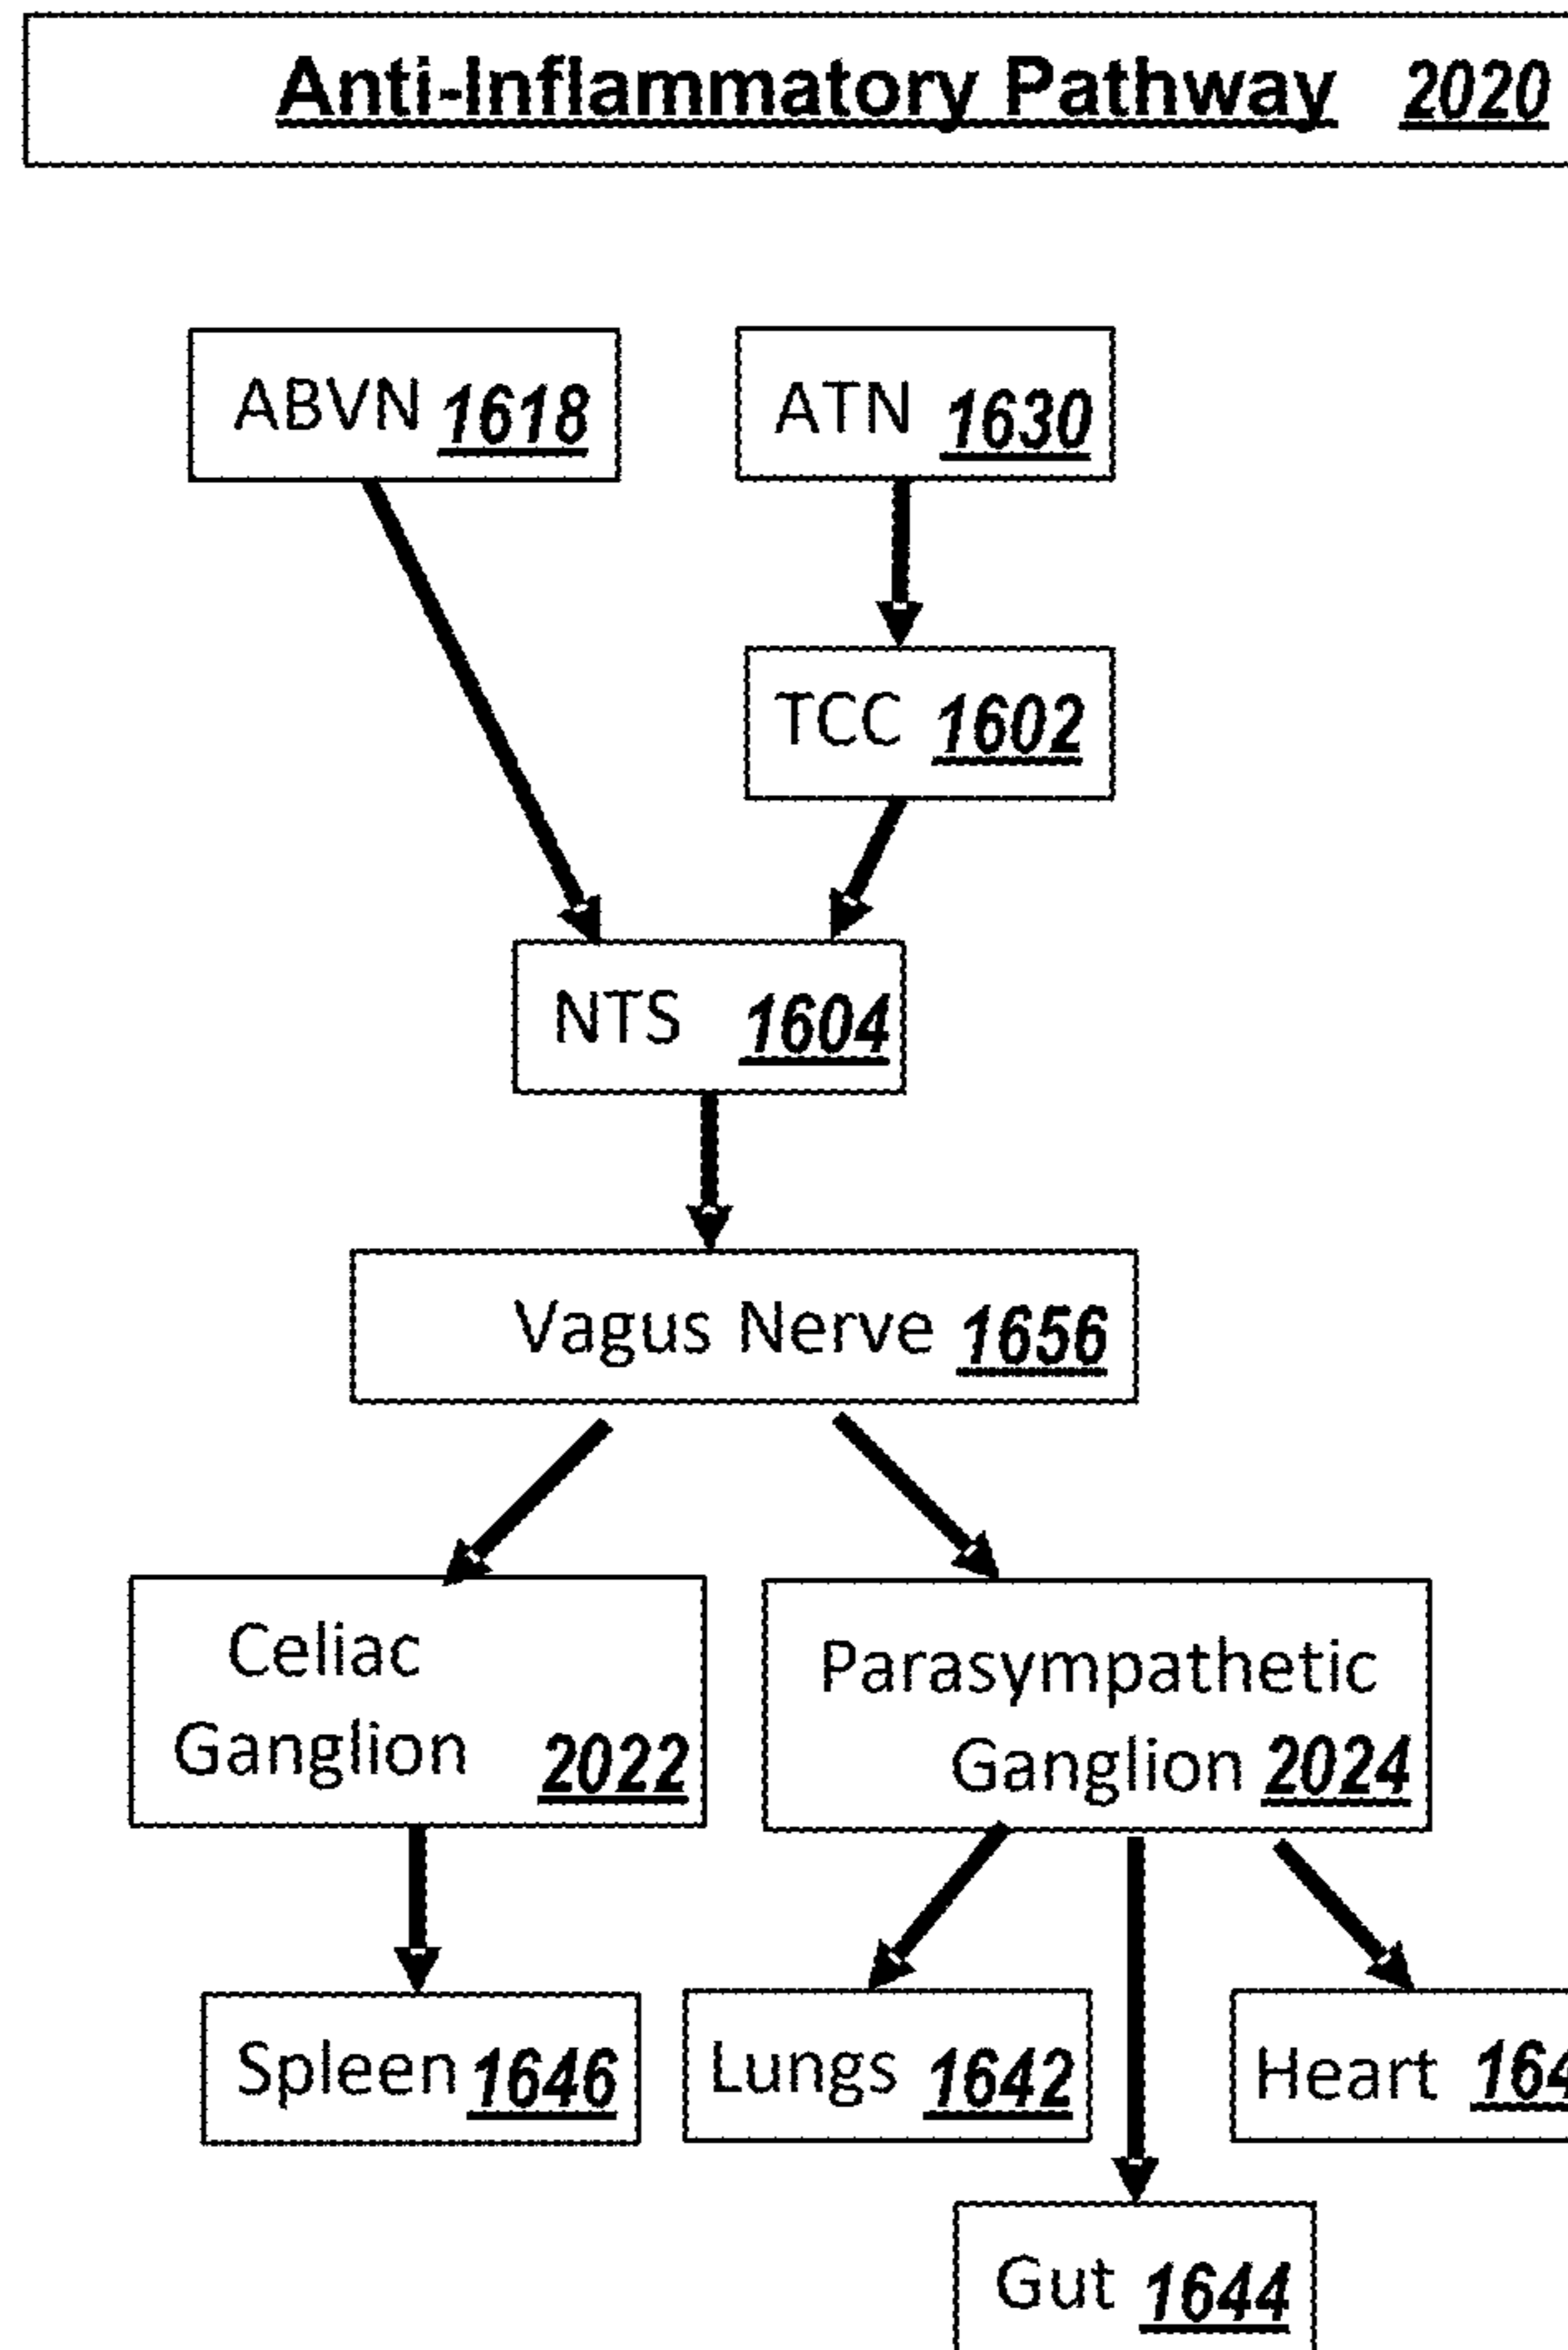 Anti-Inflammatory Pathway 2020
ABVN 1618
ATN 1630
TCC 1602
NTS 1604
Vagus Nerve 1656
Celiac
Ganglion 2022
Parasympathetic
Ganglion 2024
Spleen 1646
Lungs 1642
Heart
Gut 1644